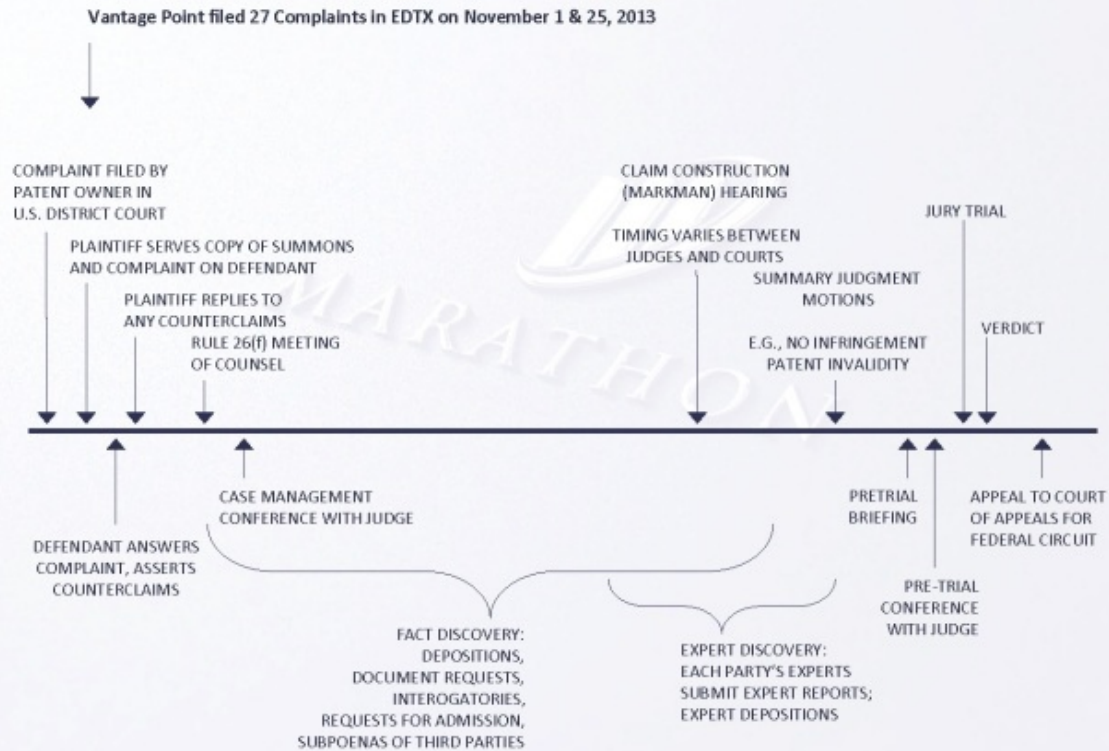 Vantage Point filed 27 Complaints in EDTX on November 1 & 25, 2013
COMPLAINT FILED BY
PATENT OWNER IN
U.S. DISTRICT COURT
PLAINTIFF SERVES COPY OF SUMMONS
AND COMPLAINT ON DEFENDANT
PLAINTIFF REPLIES TO
ANY COUNTERCLAIMS
RULE 26(f) MEETING
OF COUNSEL
CLAIM CONSTRUCTION
(MARKMAN) HEARING
TIMING VARIES BETWEEN
JUDGES AND COURTS
SUMMARY JUDGMENT
MOTIONS
E.G., NO INFRINGEMENT
PATENT INVALIDITY
JURY TRIAL
VERDICT
MARATHON
DEFENDANT ANSWERS
COMPLAINT, ASSERTS
COUNTERCLAIMS
CASE MANAGEMENT
CONFERENCE WITH JUDGE
FACT DISCOVERY:
DEPOSITIONS,
DOCUMENT REQUESTS,
INTEROGATORIES,
REQUESTS FOR ADMISSION,
SUBPOENAS OF THIRD PARTIES
EXPERT DISCOVERY:
EACH PARTY'S EXPERTS
SUBMIT EXPERT REPORTS;
EXPERT DEPOSITIONS
PRETRIAL
BRIEFING
PRE-TRIAL
CONFERENCE
WITH JUDGE
APPEAL TO COURT
OF APPEALS FOR
FEDERAL CIRCUIT